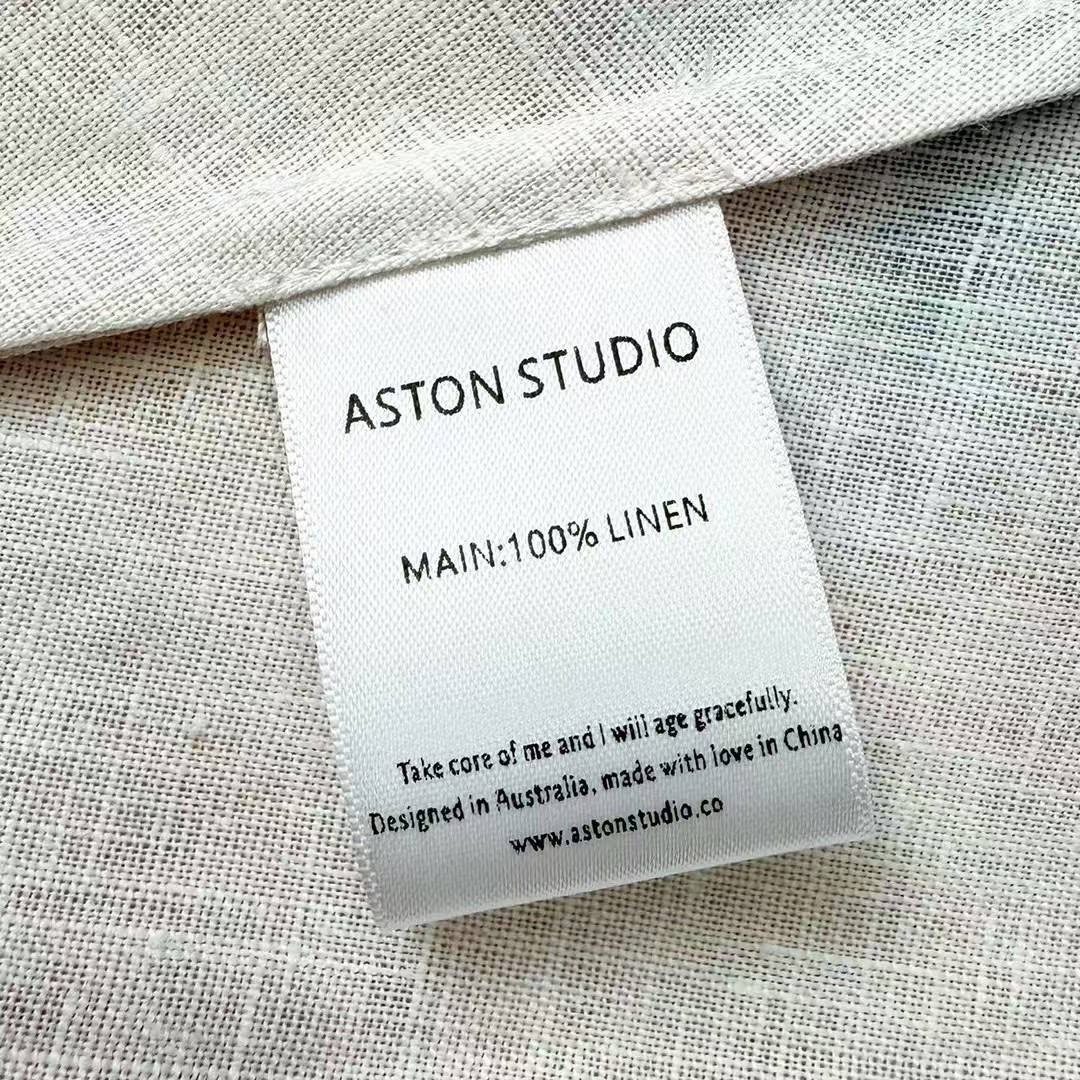 ASTON STUDIO
MAIN:100% LINEN
Take core of me and I will age gracefully.
Designed in Australia, made with love in China
www.astonstudio.co